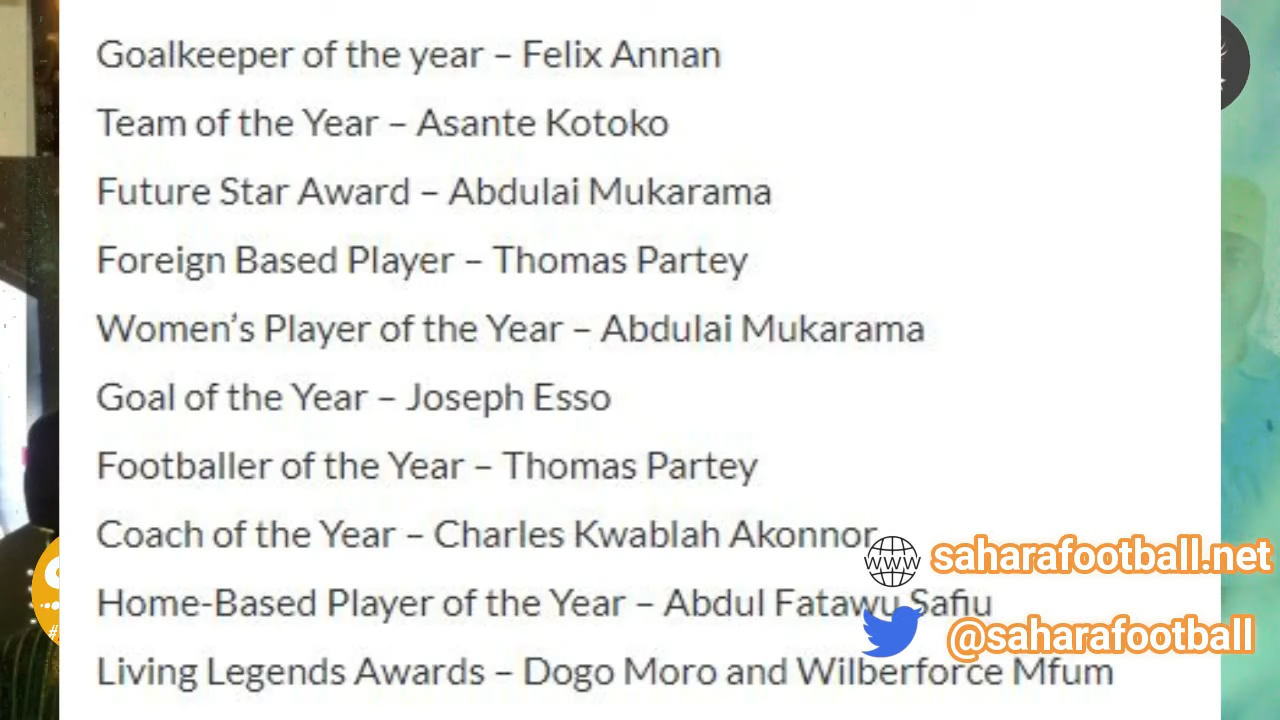 Goalkeeper of the year – Felix Annan
Team of the Year – Asante Kotoko
Future Star Award – Abdulai Mukarama
Foreign Based Player – Thomas Partey
Women’s Player of the Year – Abdulai Mukarama
Goal of the Year – Joseph Esso
Footballer of the Year – Thomas Partey
Coach of the Year – Charles Kwablah Akonnor
www saharafootball.net
Home-Based Player of the Year – Abdul Fatawu Safiu
@saharafootball
Living Legends Awards – Dogo Moro and Wilberforce Mfum